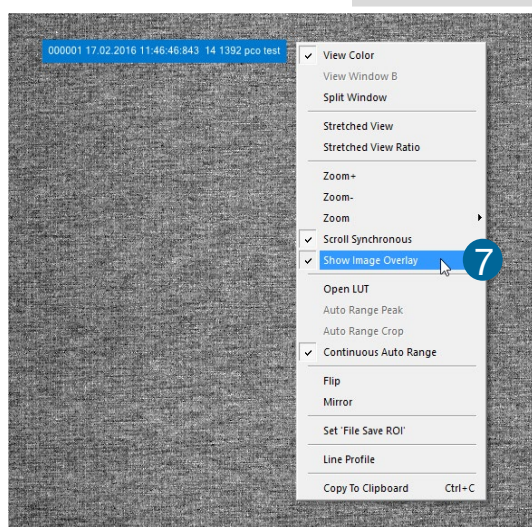 000001 17.02.2016 11:46:46:843 14 1392 pco test
View Color
View Window B
Split Window
Stretched View
Stretched View Ratio
Zoom+
Zoom-
Zoom
Scroll Synchronous
Show Image Overlay
7
Open LUT
Auto Range Peak
Auto Range Crop
Continuous Auto Range
Flip
Mirror
Set 'File Save ROI'
Line Profile
Copy To Clipboard Ctrl+C